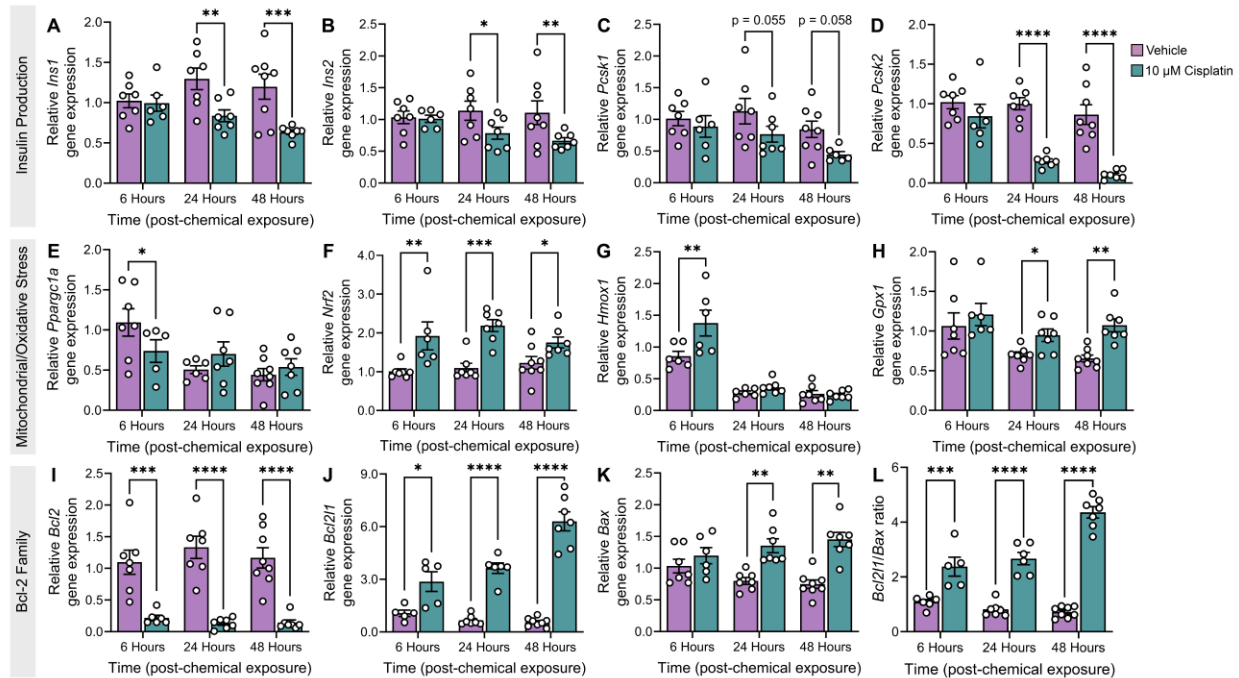 Insulin Production
A
Relative Ins1
gene expression
2.5
2.0
1.5
1.0
0.5
0.0
**
***
6 Hours 24 Hours 48 Hours
Time (post-chemical exposure)
B
Relative Ins2
gene expression
2.5
2.0
1.5
1.0
0.5
0.0
*
**
6 Hours 24 Hours 48 Hours
Time (post-chemical exposure)
C
Relative Pcsk1
gene expression
2.5
2.0
1.5
1.0
0.5
0.0
p = 0.055 p = 0.058
6 Hours 24 Hours 48 Hours
Time (post-chemical exposure)
D
Relative Pcsk2
gene expression
2.0
1.5
1.0
0.5
0.0
****
****
6 Hours 24 Hours 48 Hours
Time (post-chemical exposure)
Vehicle
10 µM Cisplatin
Mitochondrial/Oxidative Stress
E
Relative Ppargc1a
gene expression
2.0
1.5
1.0
0.5
0.0
*
6 Hours 24 Hours 48 Hours
Time (post-chemical exposure)
F
Relative Nrf2
gene expression
4.0
3.0
2.0
1.0
0.0
**
***
*
6 Hours 24 Hours 48 Hours
Time (post-chemical exposure)
G
Relative Hmox1
gene expression
2.5
2.0
1.5
1.0
0.5
0.0
**
6 Hours 24 Hours 48 Hours
Time (post-chemical exposure)
H
Relative Gpx1
gene expression
2.0
1.5
1.0
0.5
0.0
*
**
6 Hours 24 Hours 48 Hours
Time (post-chemical exposure)
Bcl-2 Family
I
Relative Bcl2
gene expression
2.5
2.0
1.5
1.0
0.5
0.0
***
****
****
6 Hours 24 Hours 48 Hours
Time (post-chemical exposure)
J
Relative Bcl2l1
gene expression
9.0
6.0
3.0
0.0
*
****
****
6 Hours 24 Hours 48 Hours
Time (post-chemical exposure)
K
Relative Bax
gene expression
2.5
2.0
1.5
1.0
0.5
0.0
**
**
6 Hours 24 Hours 48 Hours
Time (post-chemical exposure)
L
Bcl2l1/Bax ratio
6
4
2
0
***
****
****
6 Hours 24 Hours 48 Hours
Time (post-chemical exposure)